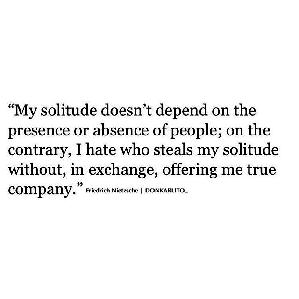 “My solitude doesn’t depend on the
presence or absence of people; on the
contrary, I hate who steals my solitude
without, in exchange, offering me true
company.” Friedrich Nietzsche | DONKARLITO_